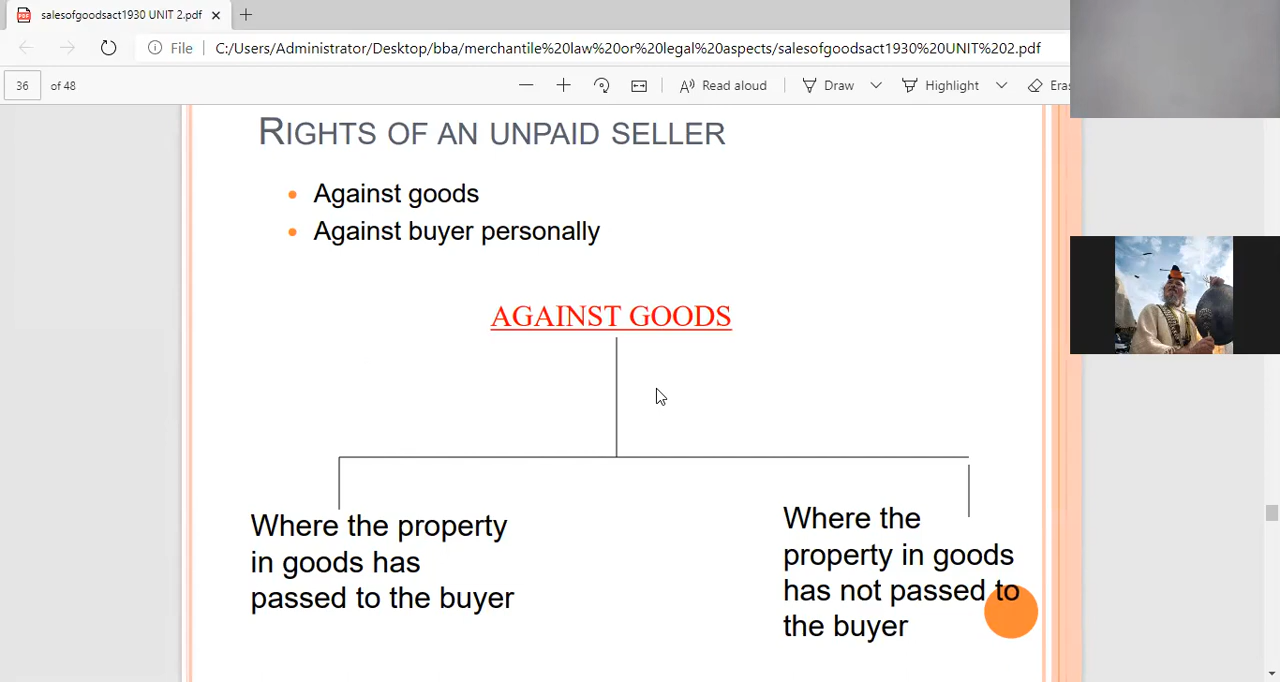 salesofgoodsact1930 UNIT 2.pdf
File
C:/Users/Administrator/Desktop/bba/merchantile%20law%20or%20legal%20aspects/salesofgoodsact1930%20UNIT%202.pdf
36 of 48
Read aloud
Draw
Highlight
Eras
RIGHTS OF AN UNPAID SELLER
Against goods
Against buyer personally
AGAINST GOODS
Where the property
in goods has
passed to the buyer
Where the
property in goods
has not passed to
the buyer